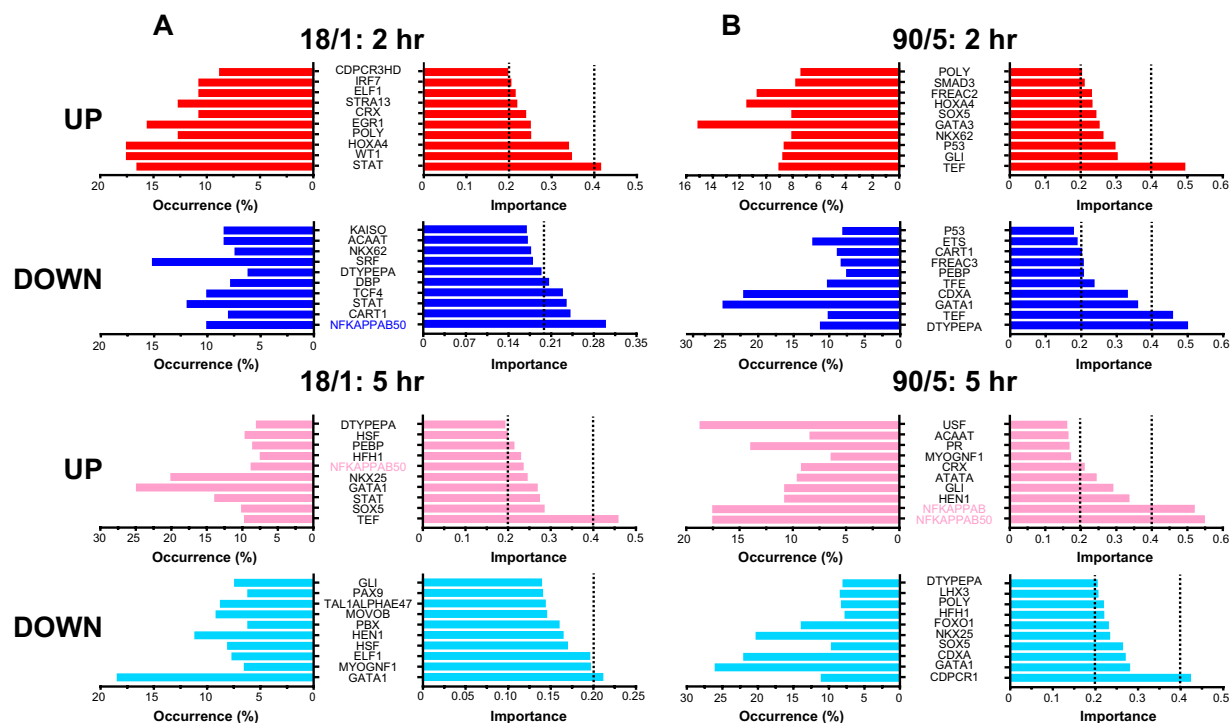 A
18/1: 2 hr
UP
CDPCR3HD
IRF7
ELF1
STRA13
CRX
EGR1
POLY
HOXA4
WT1
STAT
20 15 10 5 0
Occurrence (%)
0 0.1 0.2 0.3 0.4 0.5
Importance
DOWN
KAISO
ACAAT
NKX62
SRF
DTYPEPA
DBP
TCF4
STAT
CART1
NFKAPPAB50
20 15 10 5 0
Occurrence (%)
0 0.07 0.14 0.21 0.28 0.35
Importance
18/1: 5 hr
UP
DTYPEPA
HSF
PEBP
HFH1
NFKAPPAB50
NKX25
GATA1
STAT
SOX5
TEF
30 25 20 15 10 5 0
Occurrence (%)
0 0.1 0.2 0.3 0.4 0.5
Importance
DOWN
GLI
PAX9
TAL1ALPHAE47
MOVOB
PBX
HEN1
HSF
ELF1
MYOGNF1
GATA1
20 15 10 5 0
Occurrence (%)
0 0.05 0.10 0.15 0.20 0.25
Importance
B
90/5: 2 hr
POLY
SMAD3
FREAC2
HOXA4
SOX5
GATA3
NKX62
P53
GLI
TEF
16 14 12 10 8 6 4 2 0
Occurrence (%)
0 0.1 0.2 0.3 0.4 0.5 0.6
Importance
P53
ETS
CART1
FREAC3
PEBP
TFE
CDXA
GATA1
TEF
DTYPEPA
30 25 20 15 10 5 0
Occurrence (%)
0 0.1 0.2 0.3 0.4 0.5 0.6
Importance
90/5: 5 hr
USF
ACAAT
PR
MYOGNF1
CRX
ATATA
GLI
HEN1
NFKAPPAB
NFKAPPAB50
20 15 10 5 0
Occurrence (%)
0 0.1 0.2 0.3 0.4 0.5 0.6
Importance
DTYPEPA
LHX3
POLY
HFH1
FOXO1
NKX25
SOX5
CDXA
GATA1
CDPCR1
30 25 20 15 10 5 0
Occurrence (%)
0 0.1 0.2 0.3 0.4 0.5
Importance